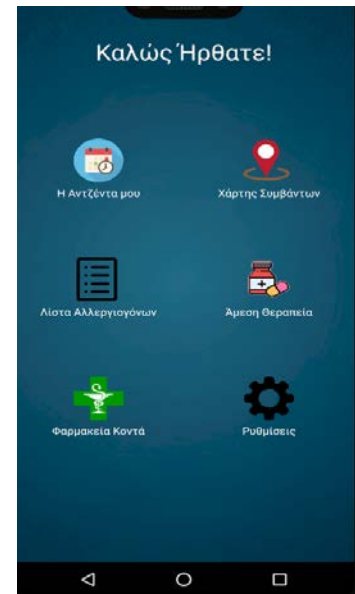 Καλώς Ήρθατε!
Η Αντζέντα μου
Χάρτης Συμβάντων
Λίστα Αλλεργιογόνων
Άμεση Θεραπεία
Φαρμακεία Κοντά
Ρυθμίσεις